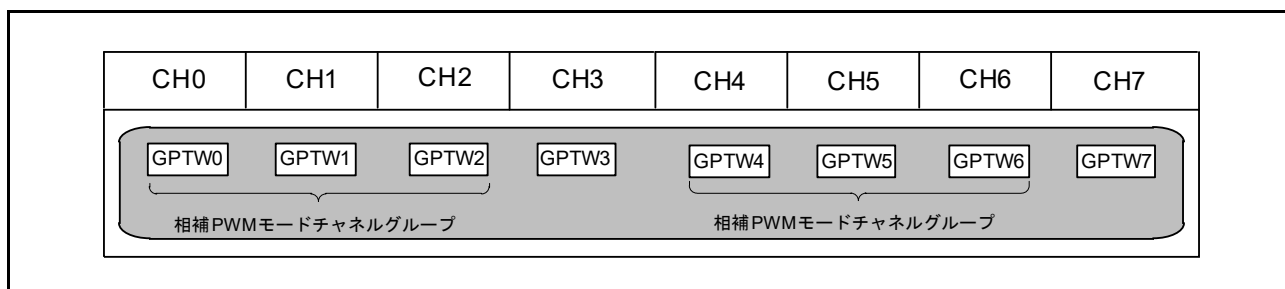 CH0 CH1 CH2 CH3 CH4 CH5 CH6 CH7
GPTW0 GPTW1 GPTW2 GPTW3 GPTW4 GPTW5 GPTW6 GPTW7
相補PWMモードチャネルグループ 相補PWMモードチャネルグループ